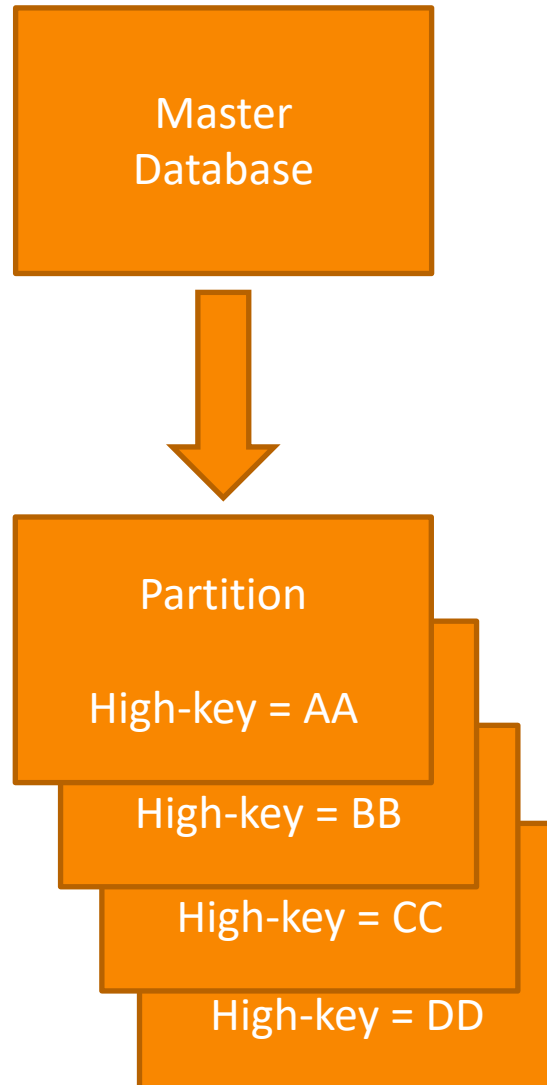 Master
Database
Partition
High-key = AA
High-key = BB
High-key = CC
High-key = DD